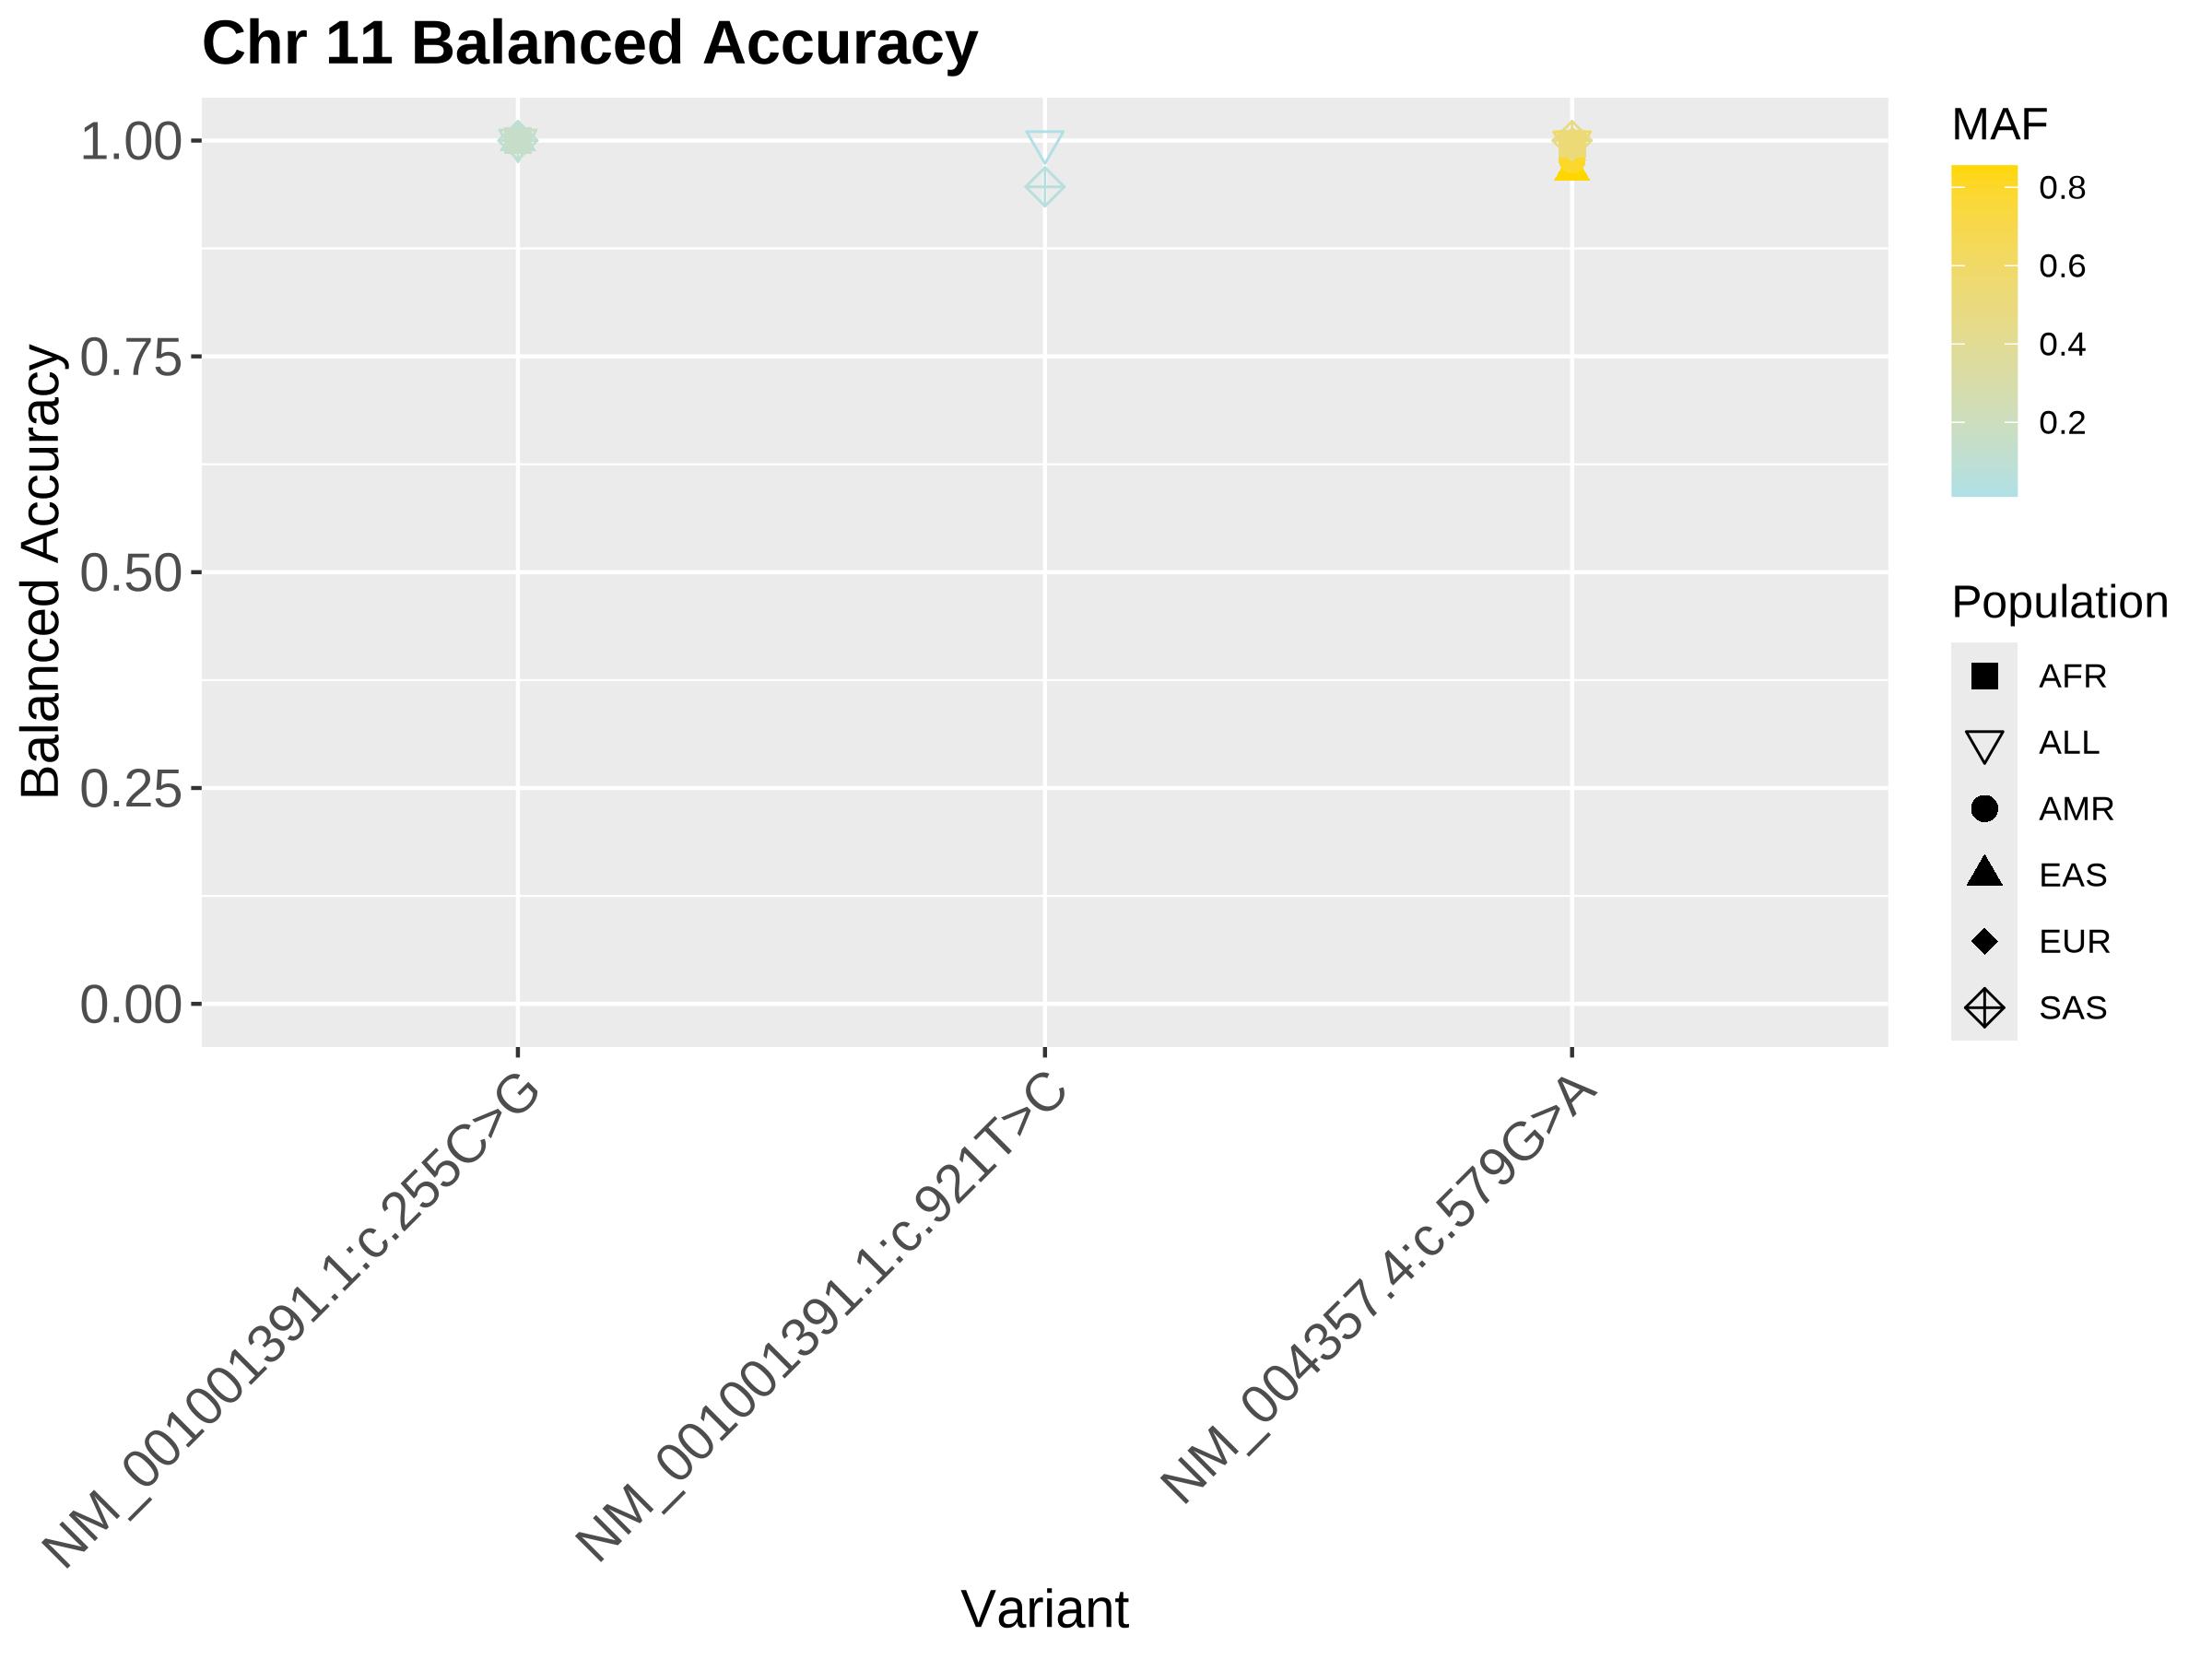 Chr 11 Balanced Accuracy
Balanced Accuracy
1.00
0.75
0.50
0.25
0.00
NM_001001391.1:c.255C>G
NM_001001391.1:c.921T>C
NM_004357.4:c.579G>A
Variant
MAF
0.8
0.6
0.4
0.2
Population
AFR
ALL
AMR
EAS
EUR
SAS